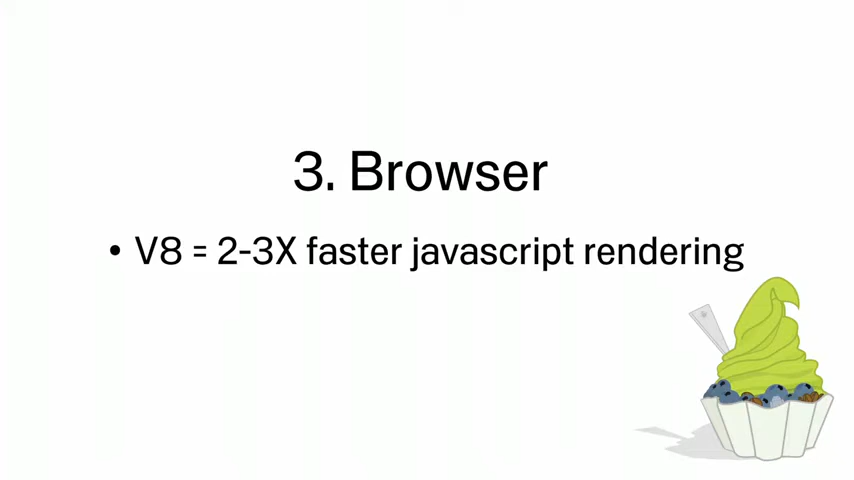 3. Browser
• V8 = 2-3X faster javascript rendering